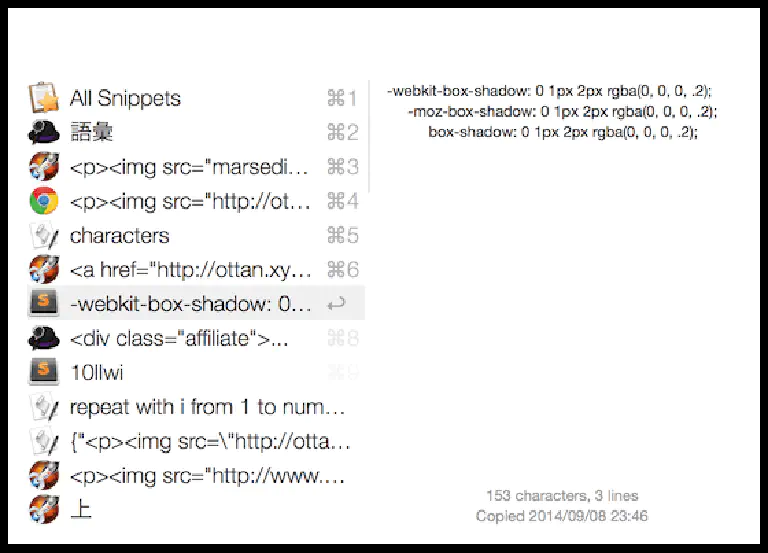 All Snippets ⌘1
語彙 ⌘2
<p><img src="marsedi... ⌘3
<p><img src="http://ot... ⌘4
characters ⌘5
<a href="http://ottan.xy... ⌘6
-webkit-box-shadow: 0... ↩
<div class="affiliate">... ⌘8
10llwi ⌘9
repeat with i from 1 to num...
{"<p><img src=\"http://otta...
<p><img src="http://www....
上
-webkit-box-shadow: 0 1px 2px rgba(0, 0, 0, .2);
-moz-box-shadow: 0 1px 2px rgba(0, 0, 0, .2);
box-shadow: 0 1px 2px rgba(0, 0, 0, .2);
153 characters, 3 lines
Copied 2014/09/08 23:46